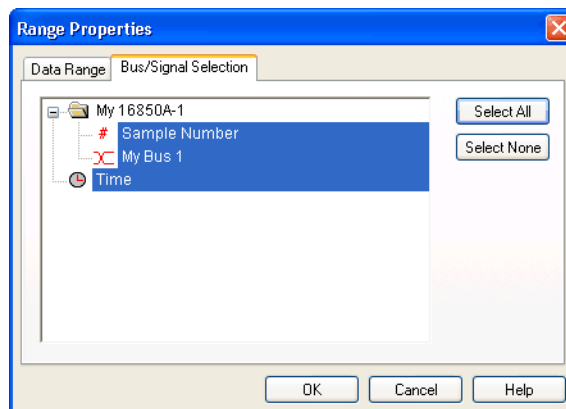 Range Properties
Data Range Bus/Signal Selection
My 16850A-1
# Sample Number
My Bus 1
Time
Select All
Select None
OK Cancel Help